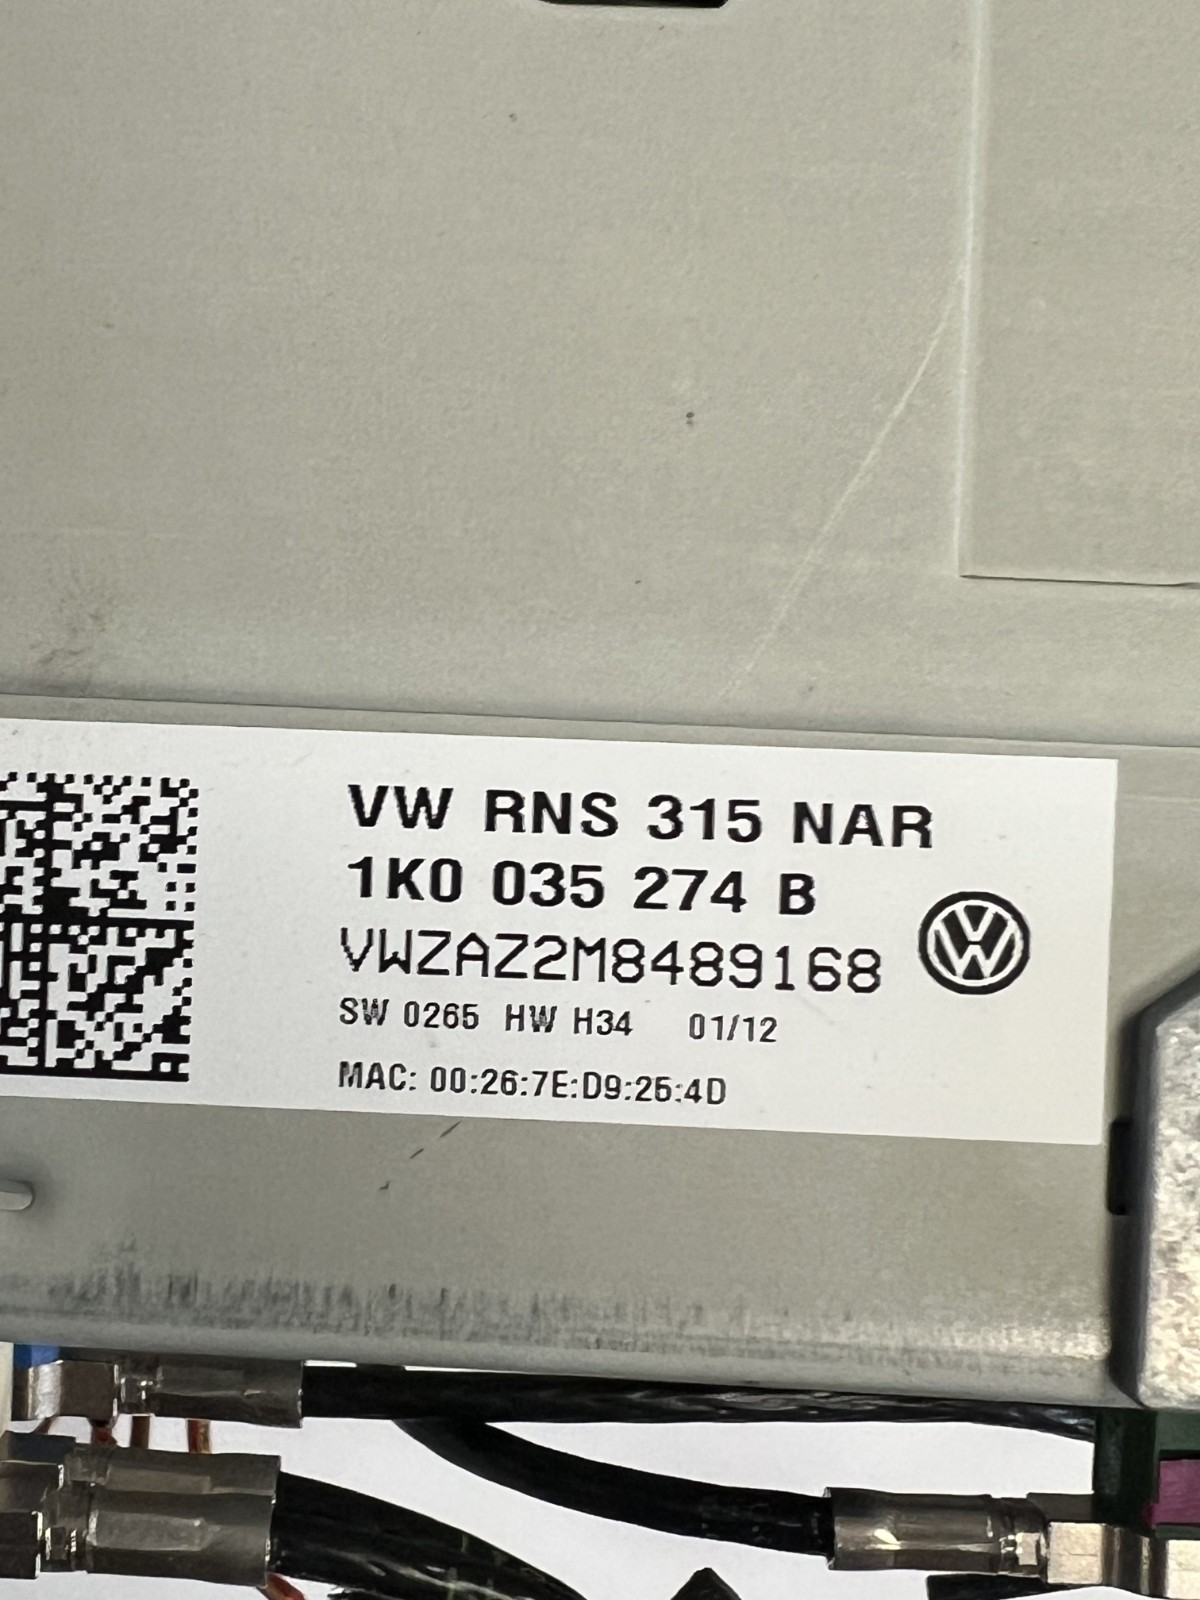 VW RNS 315 NAR
1K0 035 274 B
VWZAZ2M8489168
SW 0265 HW H34 01/12
MAC: 00:26:7E:D9:25:4D